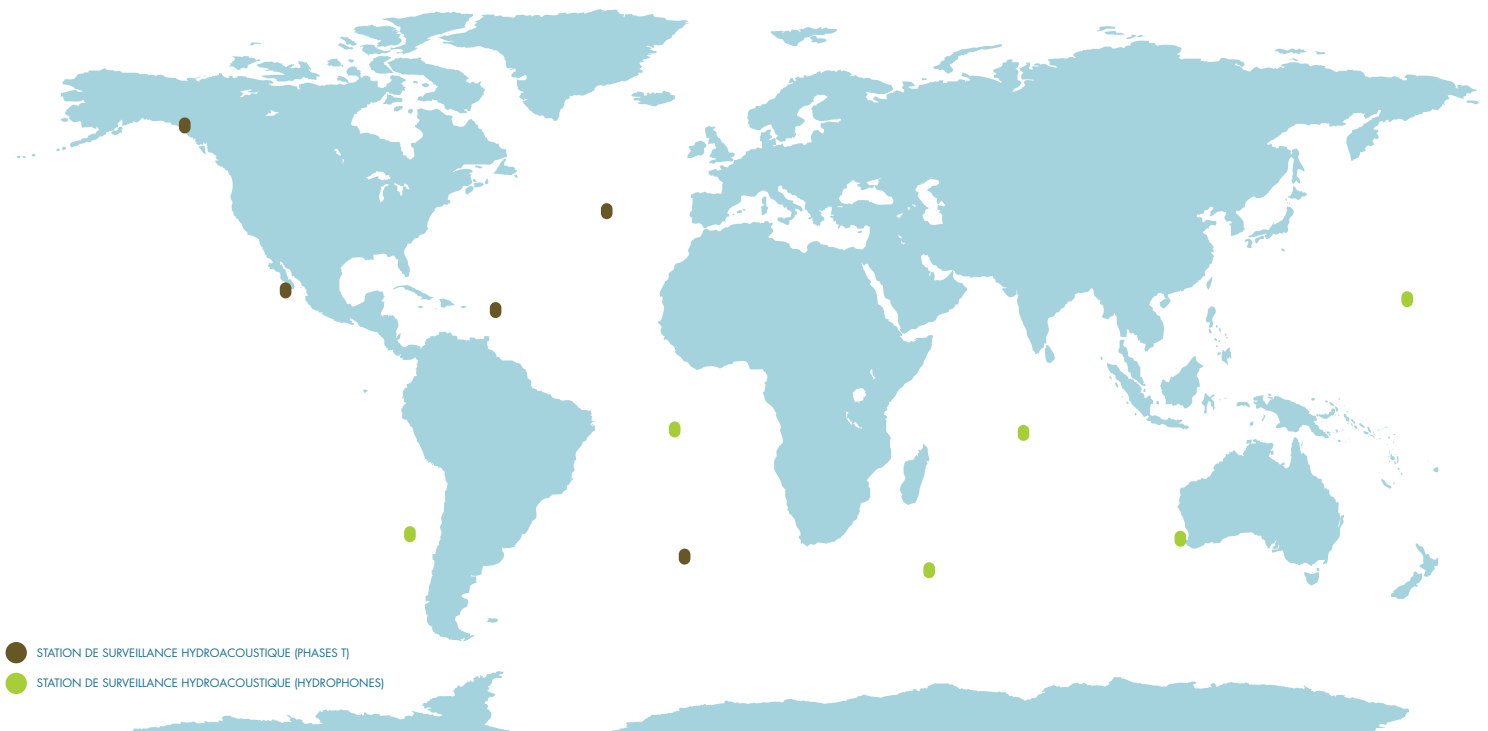 STATION DE SURVEILLANCE HYDROACOUSTIQUE (PHASES T)
STATION DE SURVEILLANCE HYDROACOUSTIQUE (HYDROPHONES)